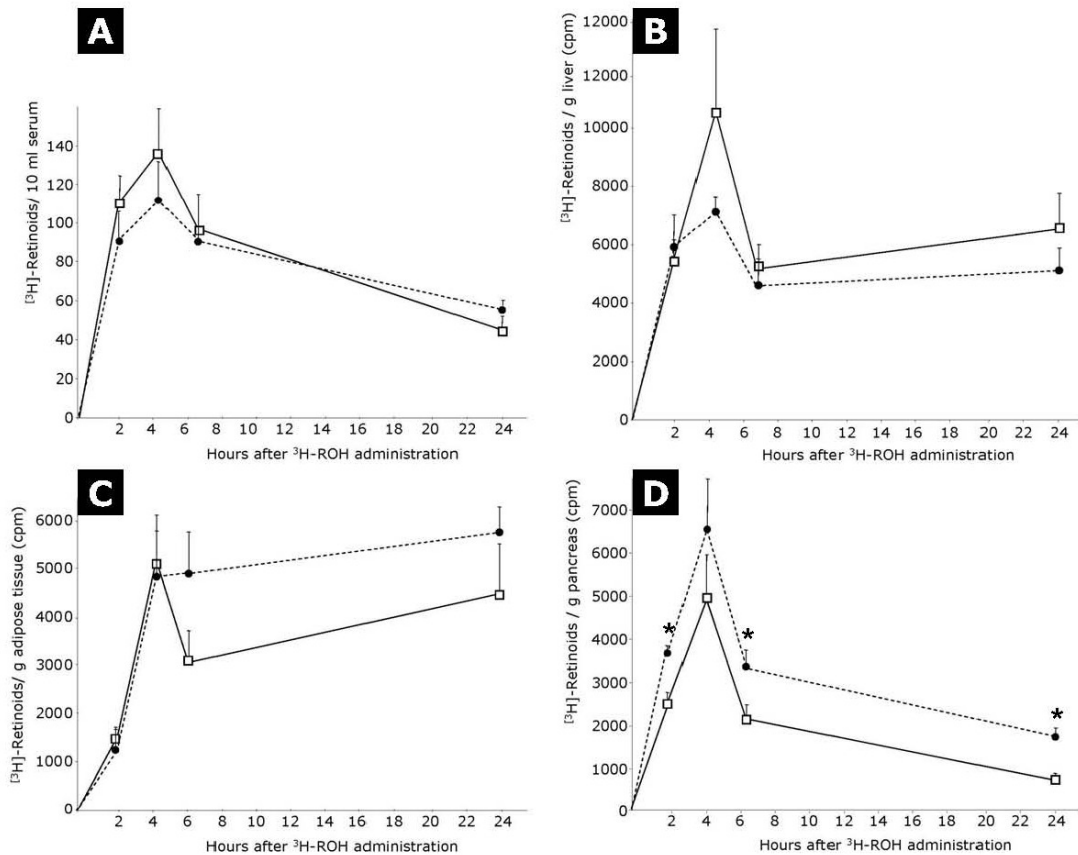 A
[³H]-Retinoids/ 10 ml serum
140
120
100
80
60
40
20
0
2 4 6 8 10 12 14 16 18 20 22 24
Hours after ³H-ROH administration
B
[³H]-Retinoids / g liver (cpm)
12000
12000
10000
8000
6000
4000
2000
0
2 4 6 8 10 12 14 16 18 20 22 24
Hours after ³H-ROH administration
C
[³H]-Retinoids/ g adipose tissue (cpm)
6000
5000
4000
3000
2000
1000
0
2 4 6 8 10 12 14 16 18 20 22 24
Hours after ³H-ROH administration
D
[³H]-Retinoids / g pancreas (cpm)
7000
6000
5000
4000
3000
2000
1000
0
*
*
*
2 4 6 8 10 12 14 16 18 20 22 24
Hours after ³H-ROH administration